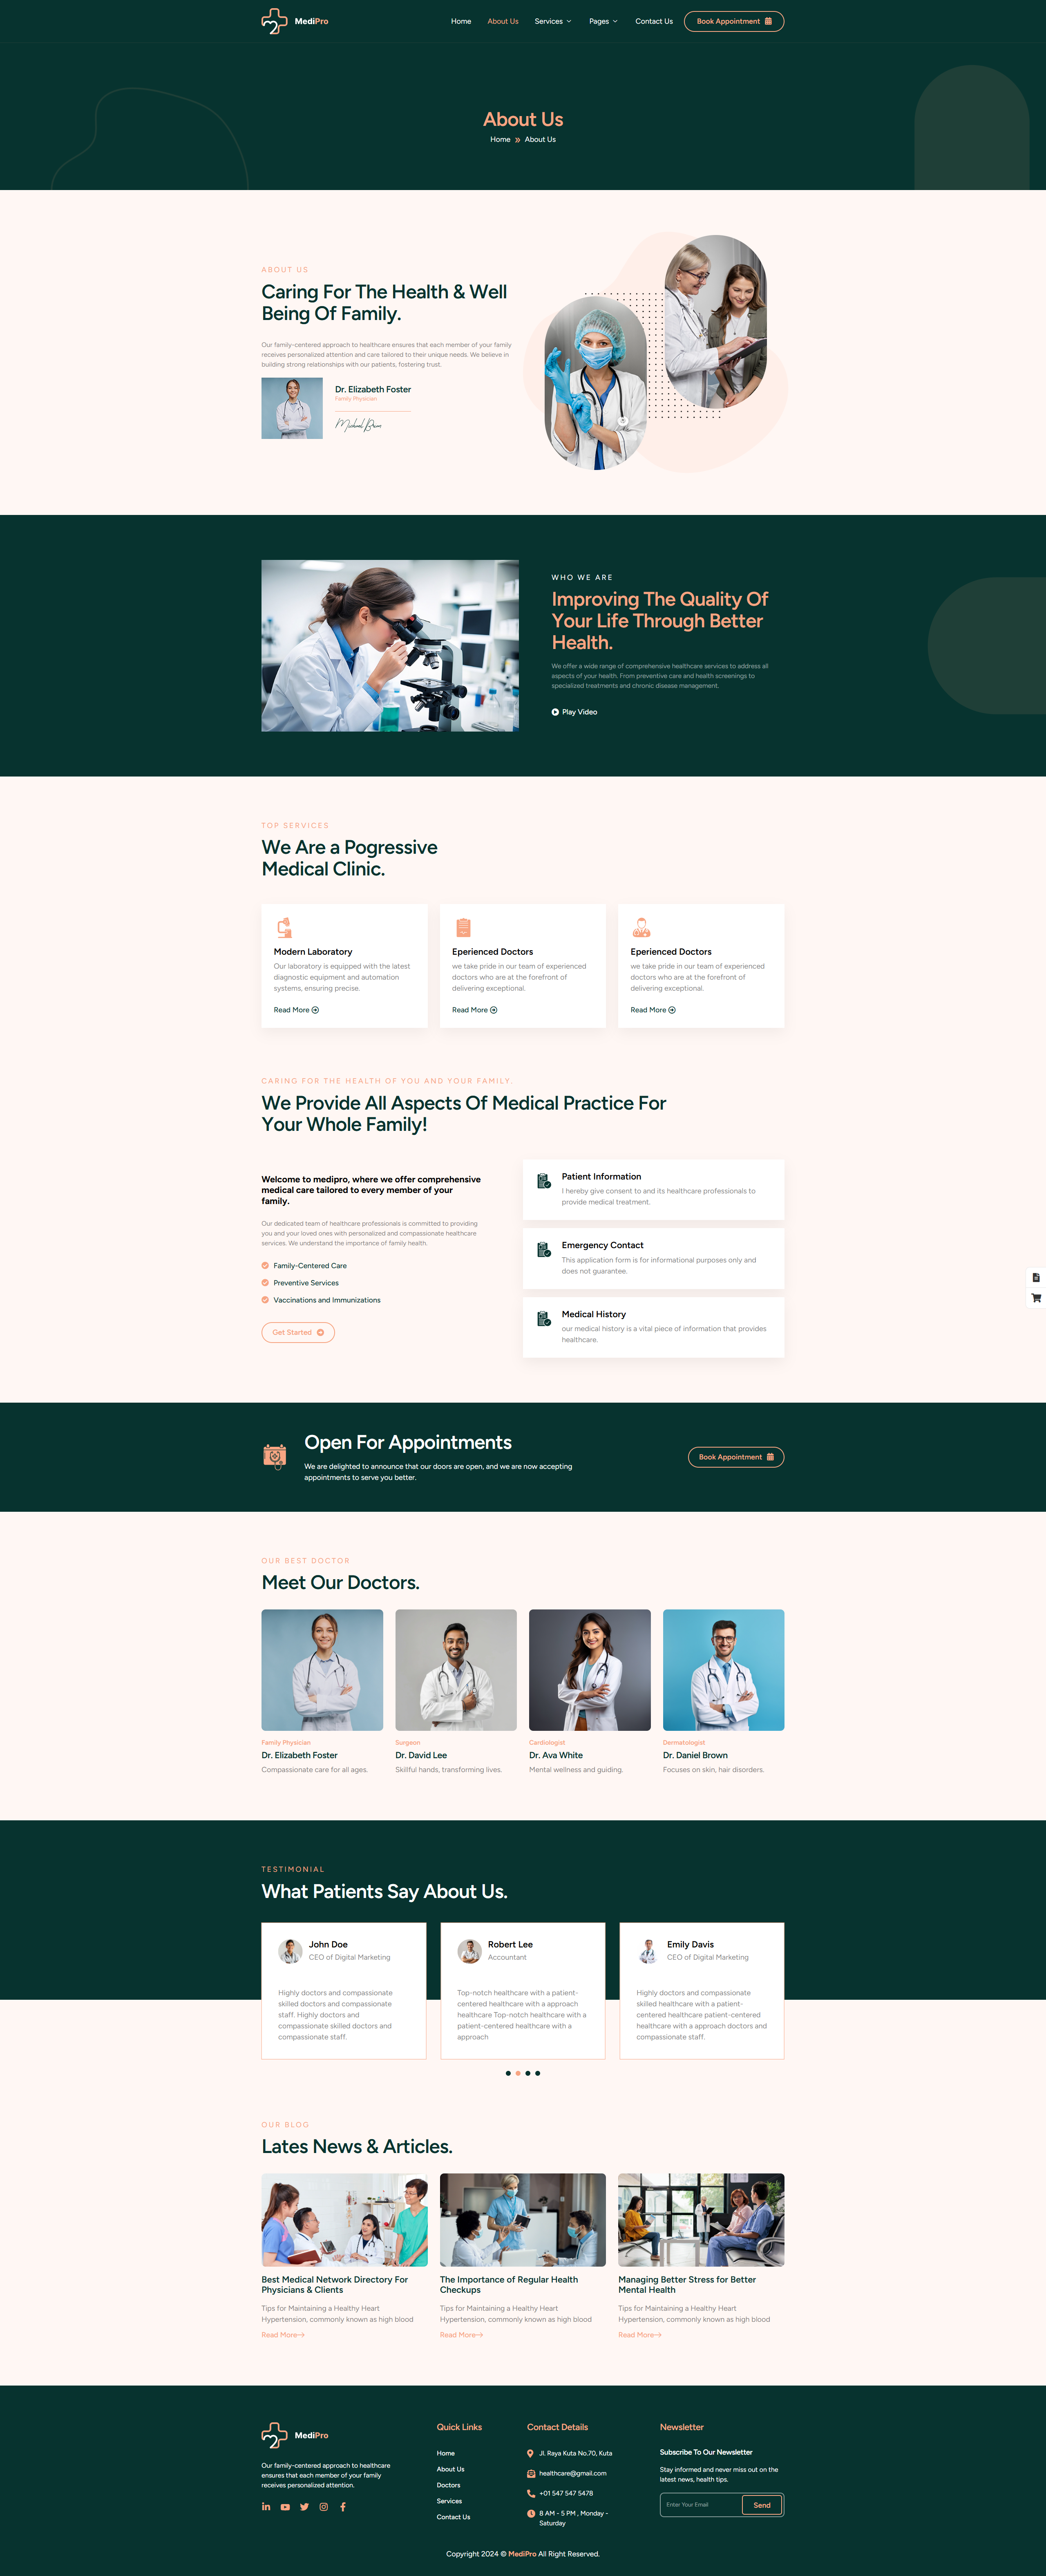 MediPro
Home
About Us
Services
Pages
Contact Us
Book Appointment
About Us
Home » About Us
ABOUT US
Caring For The Health & Well
Being Of Family.
Our family-centered approach to healthcare ensures that each member of your family
receives personalized attention and care tailored to their unique needs. We believe in
building strong relationships with our patients, fostering trust.
Dr. Elizabeth Foster
Family Physician
WHO WE ARE
Improving The Quality Of
Your Life Through Better
Health.
We offer a wide range of comprehensive healthcare services to address all
aspects of your health. From preventive care and health screenings to
specialized treatments and chronic disease management.
Play Video
TOP SERVICES
We Are a Pogressive
Medical Clinic.
Modern Laboratory
Our laboratory is equipped with the latest
diagnostic equipment and automation
systems, ensuring precise.
Read More
Eperienced Doctors
we take pride in our team of experienced
doctors who are at the forefront of
delivering exceptional.
Read More
Eperienced Doctors
we take pride in our team of experienced
doctors who are at the forefront of
delivering exceptional.
Read More
CARING FOR THE HEALTH OF YOU AND YOUR FAMILY.
We Provide All Aspects Of Medical Practice For
Your Whole Family!
Welcome to medipro, where we offer comprehensive
medical care tailored to every member of your
family.
Our dedicated team of healthcare professionals is committed to providing
you and your loved ones with personalized and compassionate healthcare
services. We understand the importance of family health.
Family-Centered Care
Preventive Services
Vaccinations and Immunizations
Get Started
Patient Information
I hereby give consent to and its healthcare professionals to
provide medical treatment.
Emergency Contact
This application form is for informational purposes only and
does not guarantee.
Medical History
our medical history is a vital piece of information that provides
healthcare.
Open For Appointments
We are delighted to announce that our doors are open, and we are now accepting
appointments to serve you better.
Book Appointment
OUR BEST DOCTOR
Meet Our Doctors.
Family Physician
Dr. Elizabeth Foster
Compassionate care for all ages.
Surgeon
Dr. David Lee
Skillful hands, transforming lives.
Cardiologist
Dr. Ava White
Mental wellness and guiding.
Dermatologist
Dr. Daniel Brown
Focuses on skin, hair disorders.
TESTIMONIAL
What Patients Say About Us.
John Doe
CEO of Digital Marketing
Highly doctors and compassionate
skilled doctors and compassionate
staff. Highly doctors and
compassionate skilled doctors and
compassionate staff.
Robert Lee
Accountant
Top-notch healthcare with a patient-
centered healthcare with a approach
healthcare Top-notch healthcare with a
patient-centered healthcare with a
approach
Emily Davis
CEO of Digital Marketing
Highly doctors and compassionate
skilled healthcare with a patient-
centered healthcare patient-centered
healthcare with a approach doctors and
compassionate staff.
OUR BLOG
Lates News & Articles.
Best Medical Network Directory For
Physicians & Clients
Tips for Maintaining a Healthy Heart
Hypertension, commonly known as high blood
Read More
The Importance of Regular Health
Checkups
Tips for Maintaining a Healthy Heart
Hypertension, commonly known as high blood
Read More
Managing Better Stress for Better
Mental Health
Tips for Maintaining a Healthy Heart
Hypertension, commonly known as high blood
Read More
MediPro
Our family-centered approach to healthcare
ensures that each member of your family
receives personalized attention,
Quick Links
Home
About Us
Doctors
Services
Contact Us
Contact Details
Jl. Raya Kuta No.70, Kuta
healthcare@gmail.com
+01 547 547 5478
8 AM - 5 PM , Monday -
Saturday
Newsletter
Subscribe To Our Newsletter
Stay informed and never miss out on the
latest news, health tips.
Enter Your Email
Send
Copyright 2024 © MediPro All Right Reserved.